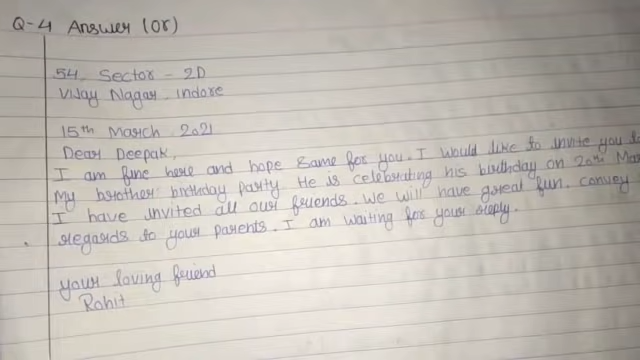 Q-4 Answer (or)
54, Sector - 2D
Vijay Nagar Indore
15th March 2021
Dear Deepak,
I am fine here and hope same for you. I would like to invite you to
My brother birthday party He is celebrating his birthday on 20th Mar
I have invited all our friends. We will have great fun. convey
regards to your parents. I am waiting for your reply.
your loving friend
Rohit